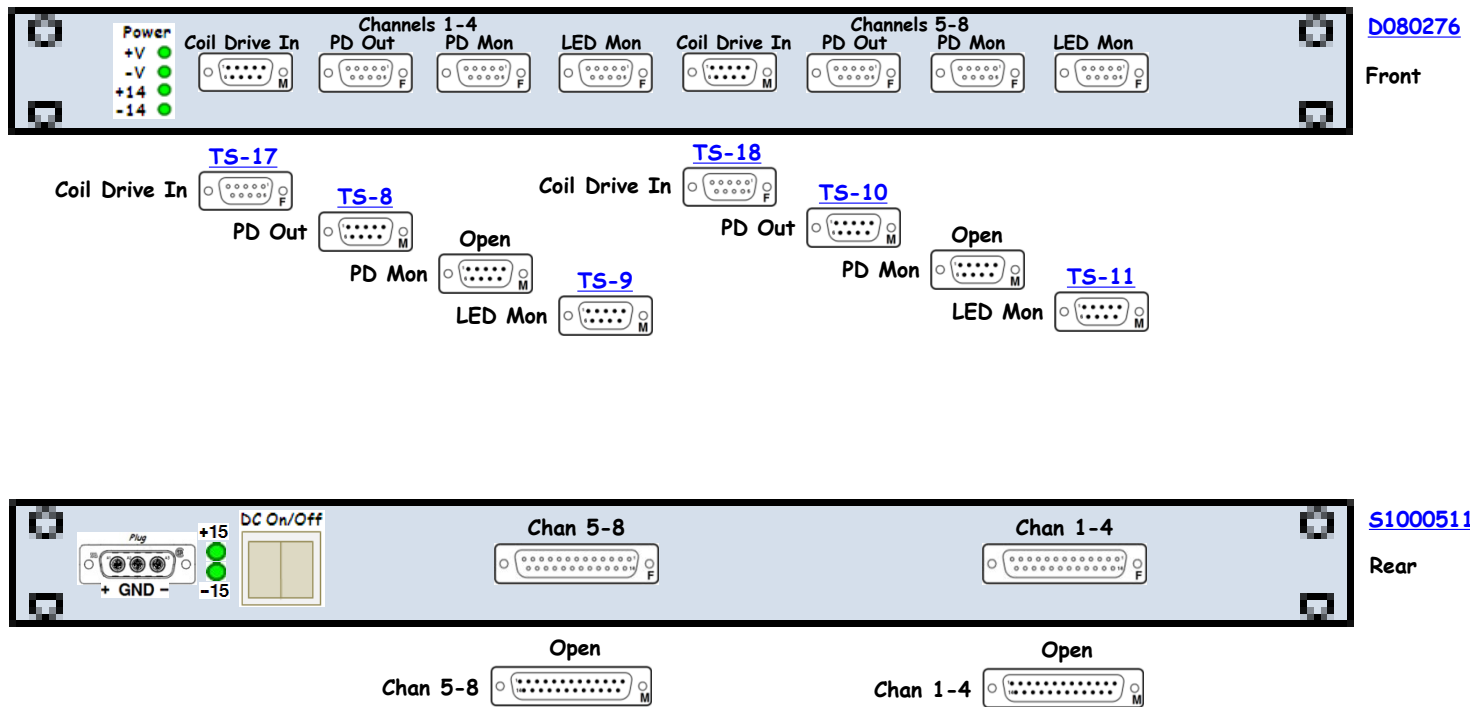 Channels 1-4 Channels 5-8 D080276
Power Coil Drive In PD Out PD Mon LED Mon Coil Drive In PD Out PD Mon LED Mon
+V
-V
+14
-14
M F F F M F F F
Front
TS-17 TS-18
Coil Drive In F Coil Drive In F
TS-8 TS-10
PD Out M PD Out M
Open Open
PD Mon M PD Mon M
TS-9 TS-11
LED Mon M LED Mon M
DC On/Off
Plug +15 Chan 5-8 Chan 1-4 S1000511
F F Rear
+ GND - -15
Open Open
Chan 5-8 M Chan 1-4 M